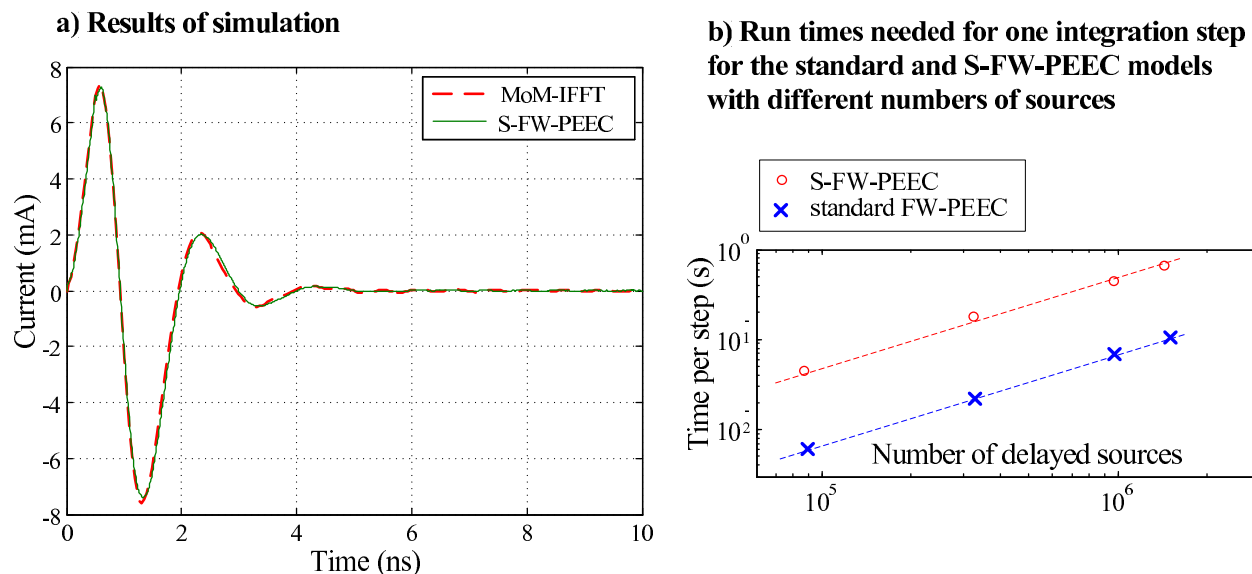 a) Results of simulation
8
6
4
2
0
-2
-4
-6
-8
Current (mA)
MoM-IFFT
S-FW-PEEC
0
2
4
6
8
10
Time (ns)
b) Run times needed for one integration step
for the standard and S-FW-PEEC models
with different numbers of sources
S-FW-PEEC
standard FW-PEEC
Time per step (s)
10^0
10^1-
10^2-
Number of delayed sources
10^5
10^6